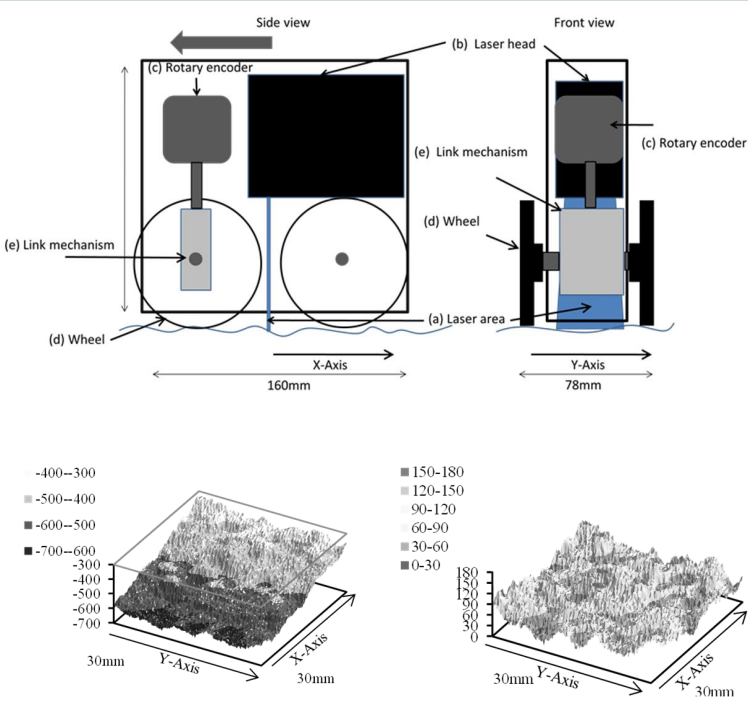 Side view
Front view
(b) Laser head
(c) Rotary encoder
(c) Rotary encoder
(e) Link mechanism
(d) Wheel
(e) Link mechanism
(a) Laser area
(d) Wheel
X-Axis
Y-Axis
160mm
78mm
-400--300
-500--400
-600--500
-700--600
-300
-400
-500
-600
-700
30mm
Y-Axis
X-Axis
30mm
150-180
120-150
90-120
60-90
30-60
0-30
180
150
120
90
60
30
0
30mm
Y-Axis
X-Axis
30mm